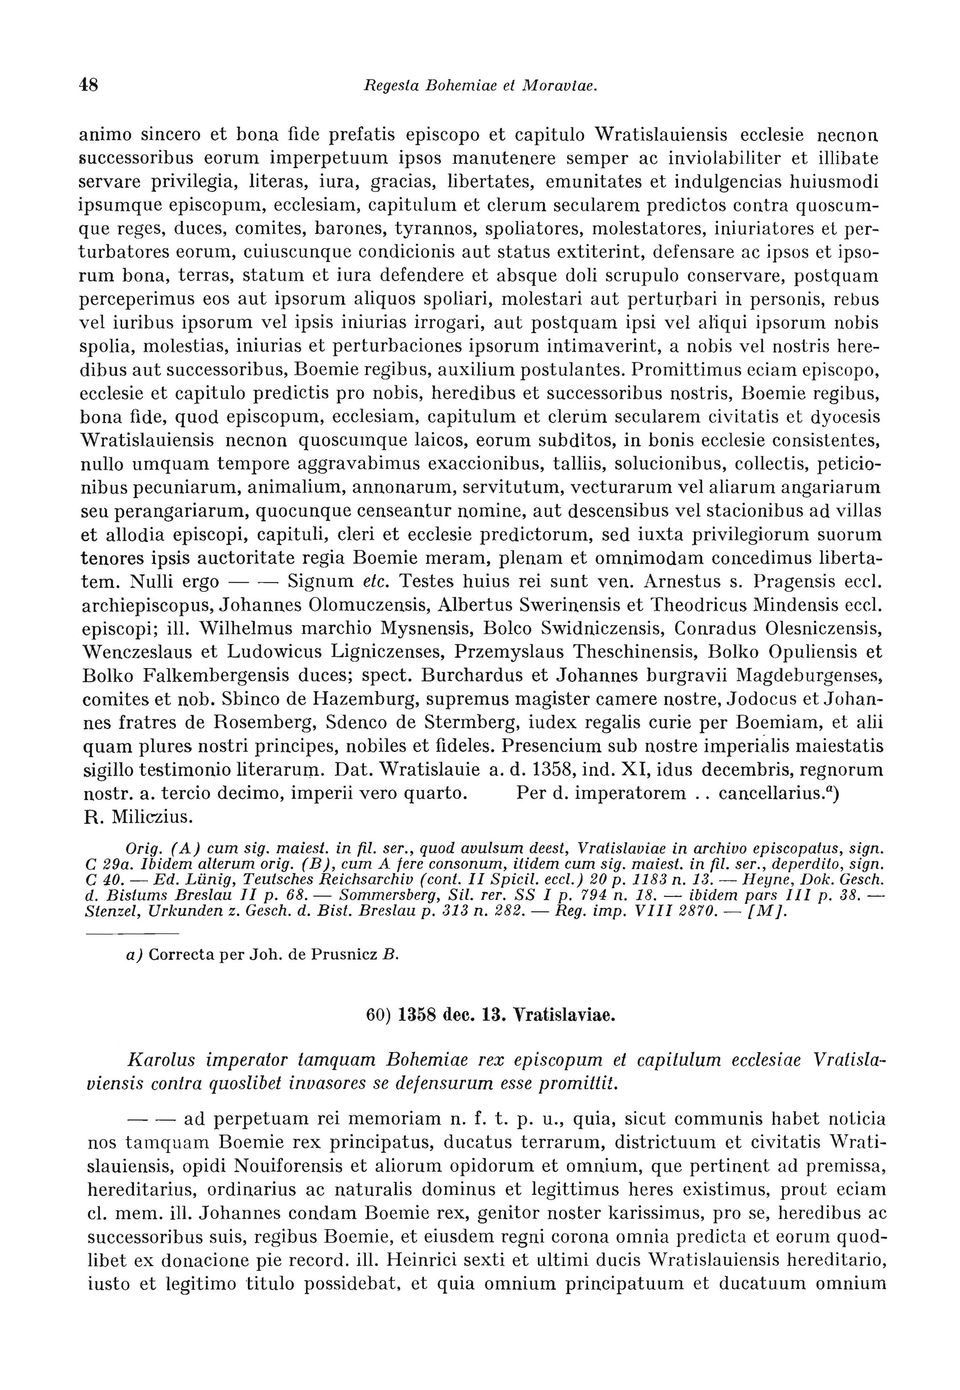 48 Regesta Bohemiae et Moraviae.
animo sincero et bona fide prefatis episcopo et capitulo Wratislauiensis ecclesie necnon
successoribus eorum imperpetuum ipsos manutenere semper ac inviolabiliter et illibate
servare privilegia, literas, iura, gracias, libertates, emunitates et indulgencias huiusmodi
ipsumque episcopum, ecclesiam, capitulum et clerum secularem predictos contra quoscum-
que reges, duces, comites, barones, tyrannos, spoliatores, molestatores, iniuriatores et per-
turbatores eorum, cuiuscunque condicionis aut status extiterint, defensare ac ipsos et ipso-
rum bona, terras, statum et iura defendere et absque doli scrupulo conservare, postquam
perceperimus eos aut ipsorum aliquos spoliari, molestari aut perturbari in personis, rebus
vel iuribus ipsorum vel ipsis iniurias irrogari, aut postquam ipsi vel aliqui ipsorum nobis
spolia, molestias, iniurias et perturbaciones ipsorum intimaverint, a nobis vel nostris here-
dibus aut successoribus, Boemie regibus, auxilium postulantes. Promittimus eciam episcopo,
ecclesie et capitulo predictis pro nobis, heredibus et successoribus nostris, Boemie regibus,
bona fide, quod episcopum, ecclesiam, capitulum et clerum secularem civitatis et dyocesis
Wratislauiensis necnon quoscumque laicos, eorum subditos, in bonis ecclesie consistentes,
nullo umquam tempore aggravabimus exaccionibus, talliis, solucionibus, collectis, peticio-
nibus pecuniarum, animalium, annonarum, servitutum, vecturarum vel aliarum angariarum
seu perangariarum, quocunque censeantur nomine, aut descensibus vel stacionibus ad villas
et allodia episcopi, capituli, cleri et ecclesie predictorum, sed iuxta privilegiorum suorum
tenores ipsis auctoritate regia Boemie meram, plenam et omnimodam concedimus liberta-
tem. Nulli ergo — — Signum etc. Testes huius rei sunt ven. Arnestus s. Pragensis eccl.
archiepiscopus, Johannes Olomuczensis, Albertus Swerinensis et Theodricus Mindensis eccl.
episcopi; ill. Wilhelmus marchio Mysnensis, Bolco Swidniczensis, Conradus Olesniczensis,
Wenczeslaus et Ludowicus Ligniczenses, Przemyslaus Theschinensis, Bolko Opuliensis et
Bolko Falkembergensis duces; spect. Burchardus et Johannes burgravii Magdeburgenses,
comites et nob. Sbinco de Hazemburg, supremus magister camere nostre, Jodocus et Johan-
nes fratres de Rosemberg, Sdenco de Stermberg, iudex regalis curie per Boemiam, et alii
quam plures nostri principes, nobiles et fideles. Presencium sub nostre imperialis maiestatis
sigillo testimonio literarum. Dat. Wratislauie a. d. 1358, ind. XI, idus decembris, regnorum
nostr. a. tercio decimo, imperii vero quarto. Per d. imperatorem . . cancellarius.a)
R. Miliczius.
Orig. (A) cum sig. maiest. in fil. ser., quod avulsum deest, Vratislaviae in archivo episcopatus, sign.
C 29a. Ibidem alterum orig. (B), cum A fere consonum, itidem cum sig. maiest. in fil. ser., deperdito, sign.
C 40. — Ed. Lünig, Teutsches Reichsarchiv (cont. II Spicil. eccl.) 20 p. 1183 n. 13. — Heyne, Dok. Gesch.
d. Bistums Breslau II p. 68. — Sommersberg, Sil. rer. SS I p. 794 n. 18. — ibidem pars III p. 38. —
Stenzel, Urkunden z. Gesch. d. Bist. Breslau p. 313 n. 282. — Reg. imp. VIII 2870. — [M].
a) Correcta per Joh. de Prusnicz B.
60) 1358 dec. 13. Vratislaviae.
Karolus imperator tamquam Bohemiae rex episcopum et capitulum ecclesiae Vratisla-
viensis contra quoslibet invasores se defensurum esse promittit.
— — ad perpetuam rei memoriam n. f. t. p. u., quia, sicut communis habet noticia
nos tamquam Boemie rex principatus, ducatus terrarum, districtuum et civitatis Wrati-
slauiensis, opidi Nouiforensis et aliorum opidorum et omnium, que pertinent ad premissa,
hereditarius, ordinarius ac naturalis dominus et legittimus heres existimus, prout eciam
cl. mem. ill. Johannes condam Boemie rex, genitor noster karissimus, pro se, heredibus ac
successoribus suis, regibus Boemie, et eiusdem regni corona omnia predicta et eorum quod-
libet ex donacione pie record. ill. Heinrici sexti et ultimi ducis Wratislauiensis hereditario,
iusto et legitimo titulo possidebat, et quia omnium principatuum et ducatuum omnium